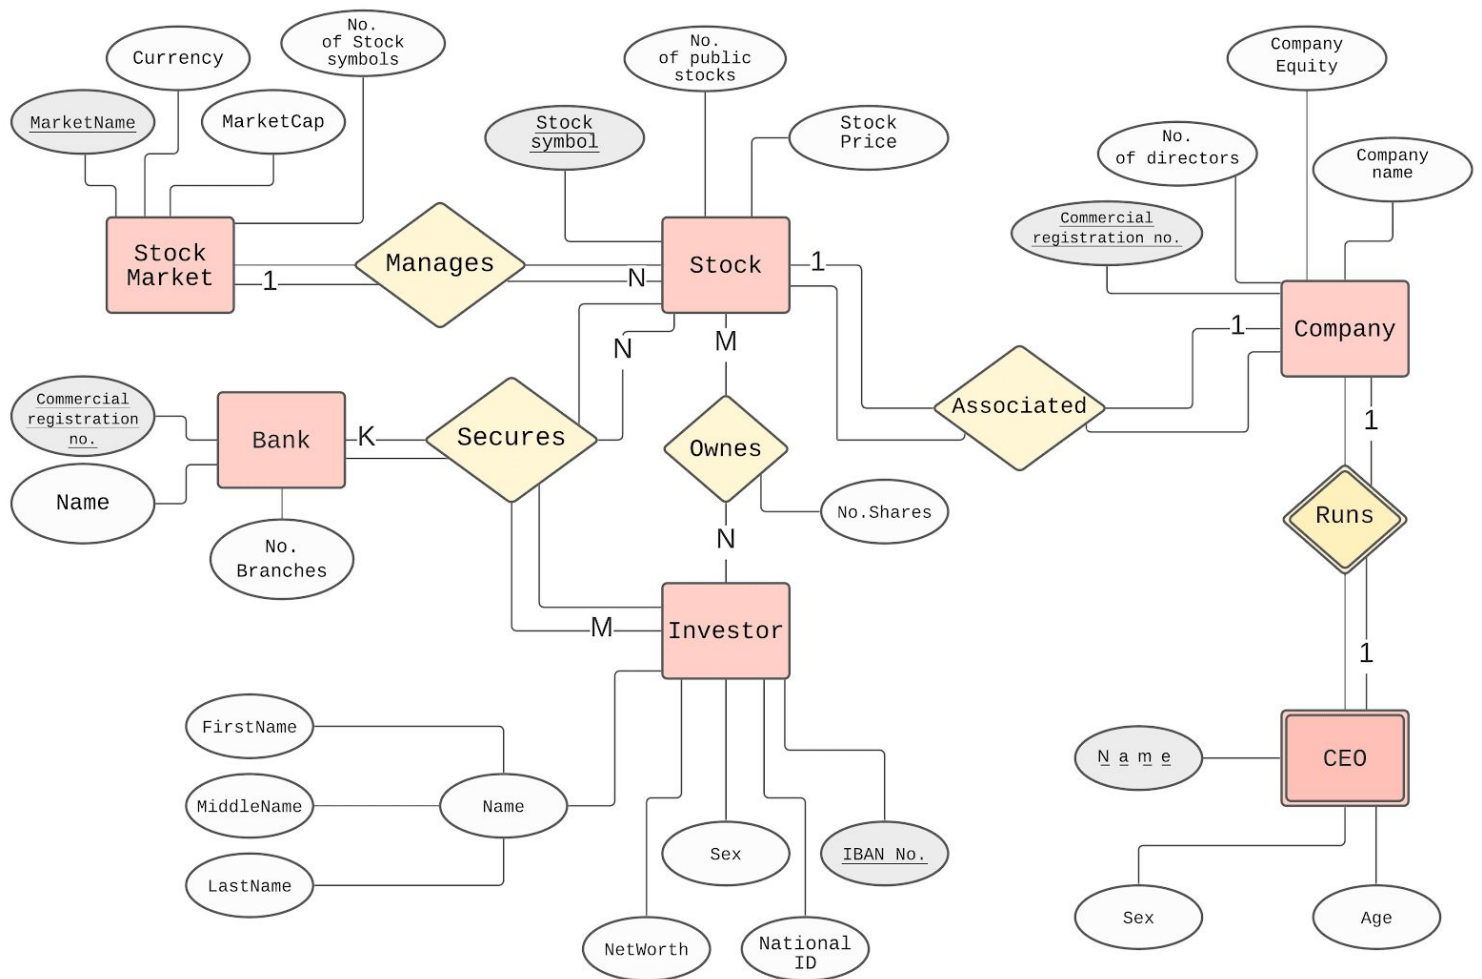 No.
of Stock
symbols
Currency
MarketName
MarketCap
No.
of public
stocks
Stock
symbol
Stock
Price
Company
Equity
No.
of directors
Company
name
Commercial
registration no.
Stock
Market
1
Manages
N
Stock
1
Company
1
Associated
1
Commercial
registration
no.
Bank
K
Secures
N
M
Ownes
No.Shares
N
Name
No.
Branches
Runs
1
M
Investor
FirstName
MiddleName
LastName
Name
Sex
IBAN No.
NetWorth
National
ID
Name
CEO
Sex
Age